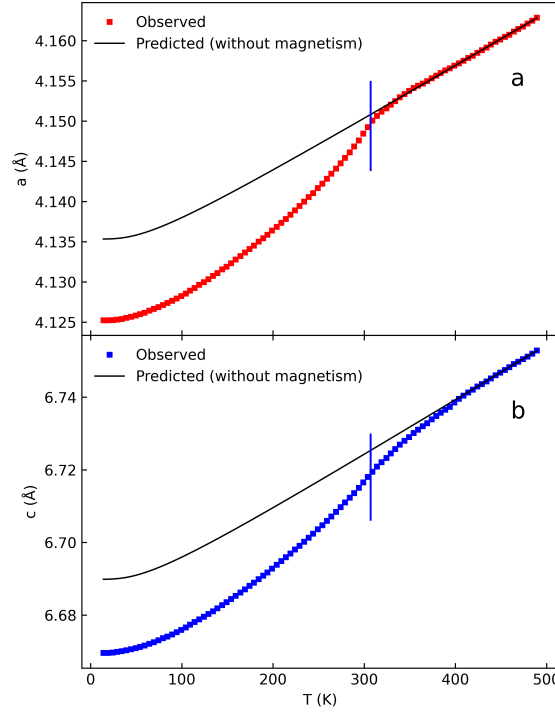 Observed
Predicted (without magnetism)
a
4.160
4.155
4.150
4.145
4.140
4.135
4.130
4.125
a (Å)
Observed
Predicted (without magnetism)
b
6.74
6.72
6.70
6.68
c (Å)
0 100 200 300 400 500
T (K)